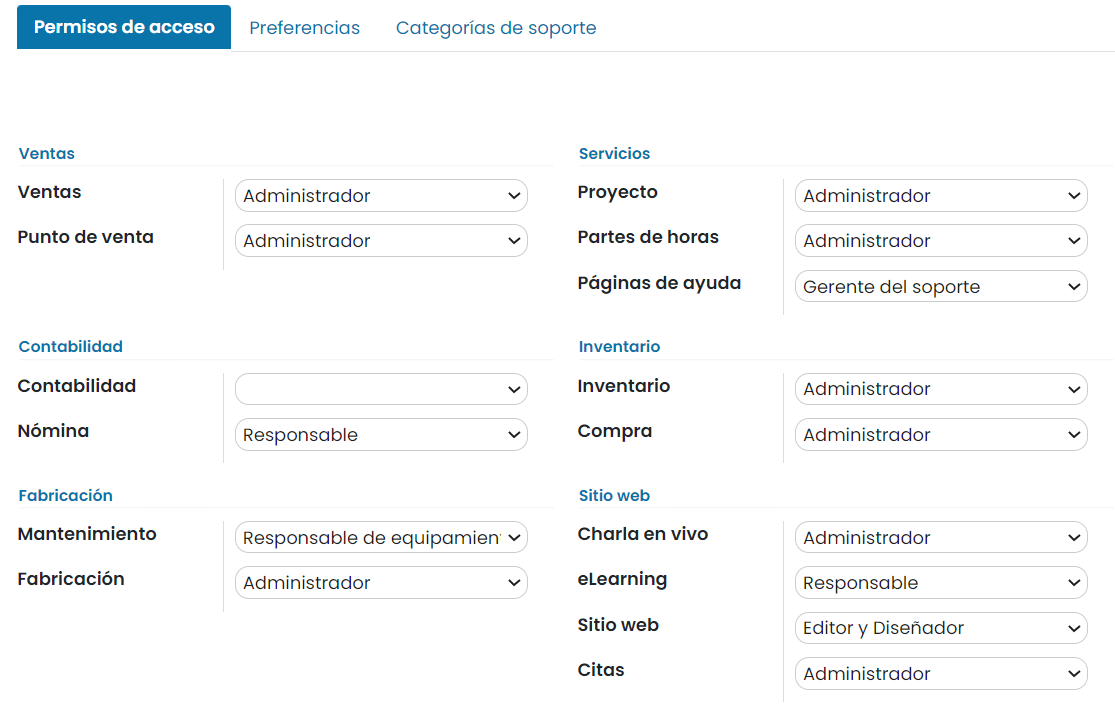 Permisos de acceso Preferencias Categorías de soporte
Ventas
Ventas Administrador
Punto de venta Administrador
Servicios
Proyecto Administrador
Partes de horas Administrador
Páginas de ayuda Gerente del soporte
Contabilidad
Contabilidad
Nómina Responsable
Inventario
Inventario Administrador
Compra Administrador
Fabricación
Mantenimiento Responsable de equipamien
Fabricación Administrador
Sitio web
Charla en vivo Administrador
eLearning Responsable
Sitio web Editor y Diseñador
Citas Administrador